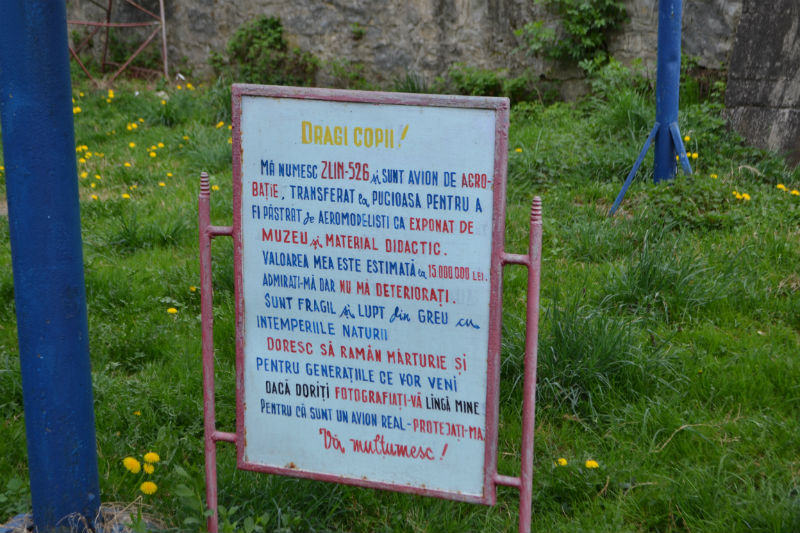 DRAGI COPII!
MĂ NUMESC ZLIN-526 și SUNT AVION DE ACRO-
BAȚIE, TRANSFERAT la PUCIOASA PENTRU A
FI PĂSTRAT de AEROMODELISTI CA EXPONAT DE
MUZEU și MATERIAL DIDACTIC.
VALOAREA MEA ESTE ESTIMATĂ la 15.000.000 LEI.
ADMIRAȚI-MĂ DAR NU MĂ DETERIORAȚI.
SUNT FRAGIL și LUPT din GREU cu
INTEMPERIILE NATURII
DORESC SĂ RAMÂN MĂRTURIE ȘI
PENTRU GENERAȚIILE CE VOR VENI
DACĂ DORIȚI FOTOGRAFIAȚI-VĂ LÎNGĂ MINE
PENTRU CĂ SUNT UN AVION REAL-PROTEJAȚI-MĂ.
Vă mulțumesc!